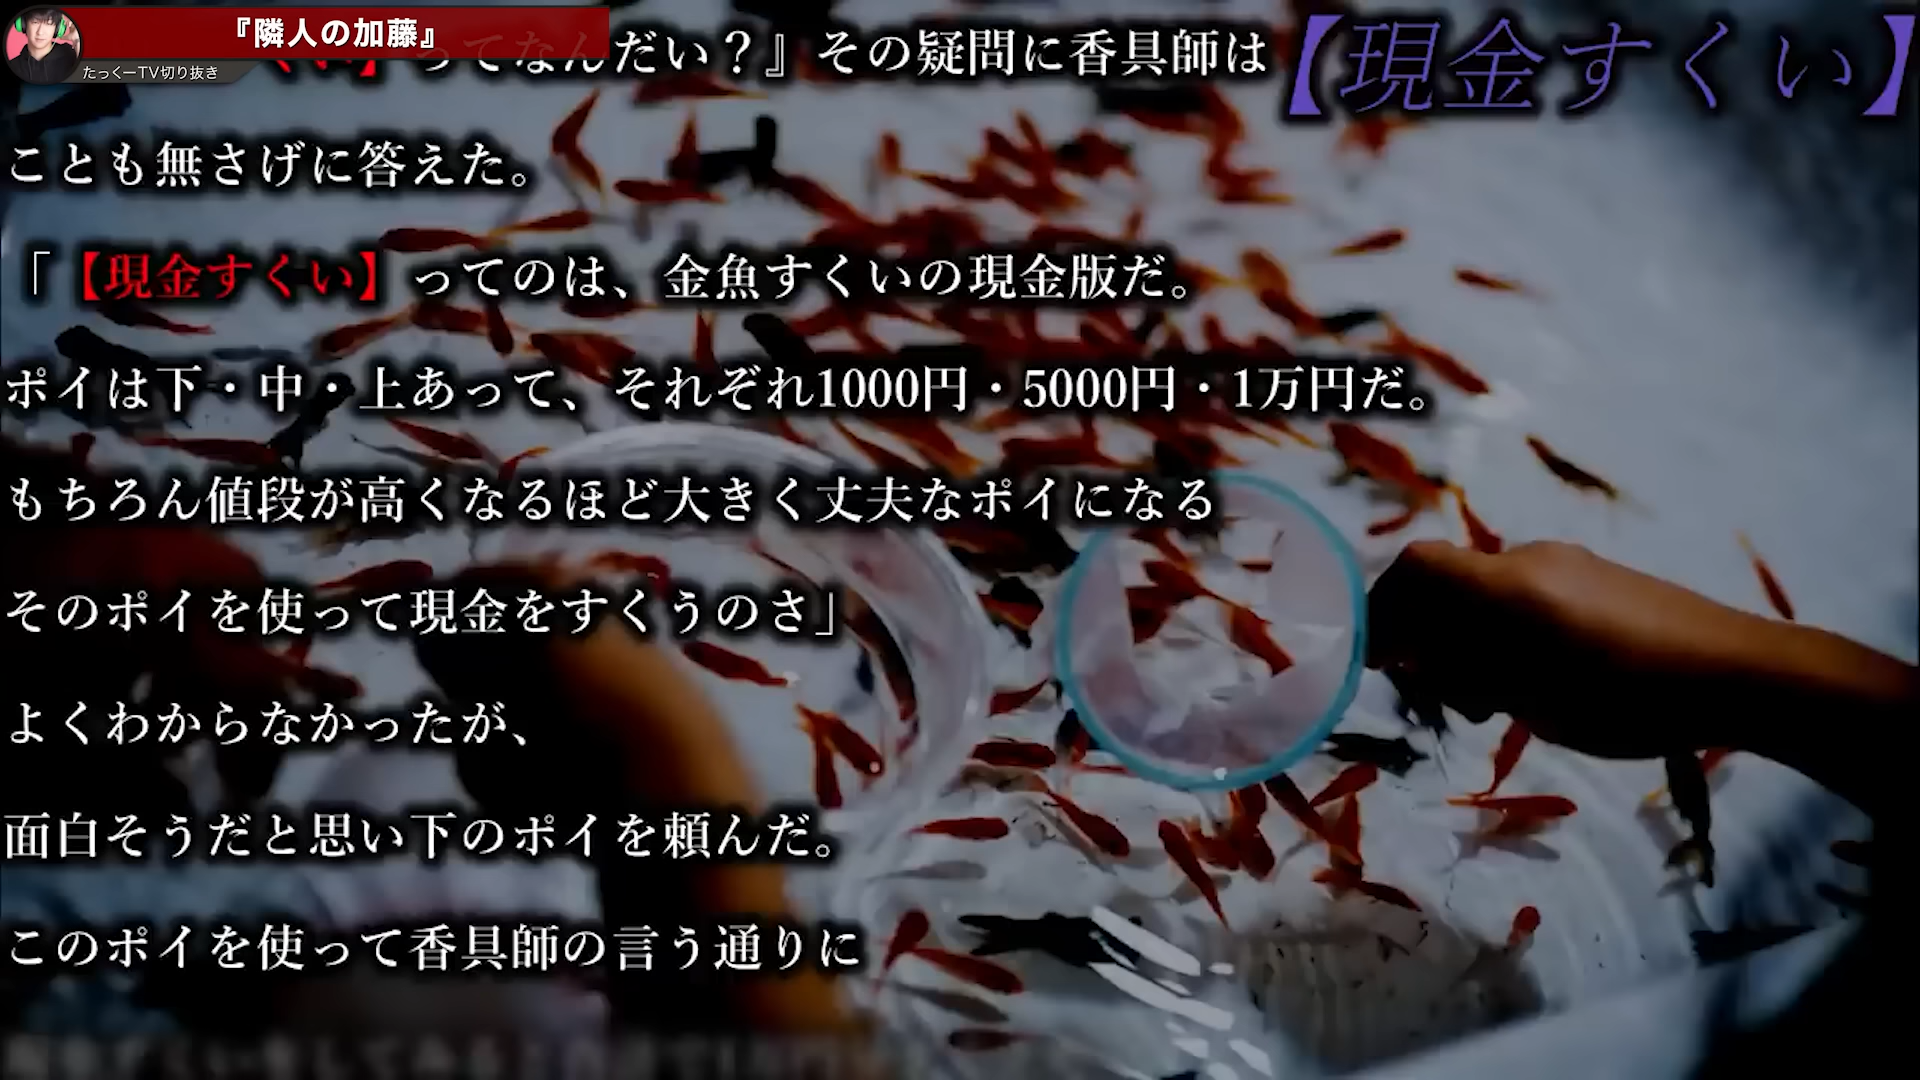 『隣人の加藤』
たっくーTV切り抜き
【現金すくい】
ってなんだい？』その疑問に香具師は
ことも無さげに答えた。
「【現金すくい】ってのは、金魚すくいの現金版だ。
ポイは下・中・上あって、それぞれ1000円・5000円・1万円だ。
もちろん値段が高くなるほど大きく丈夫なポイになる
そのポイを使って現金をすくうのさ」
よくわからなかったが、
面白そうだと思い下のポイを頼んだ。
このポイを使って香具師の言う通りに